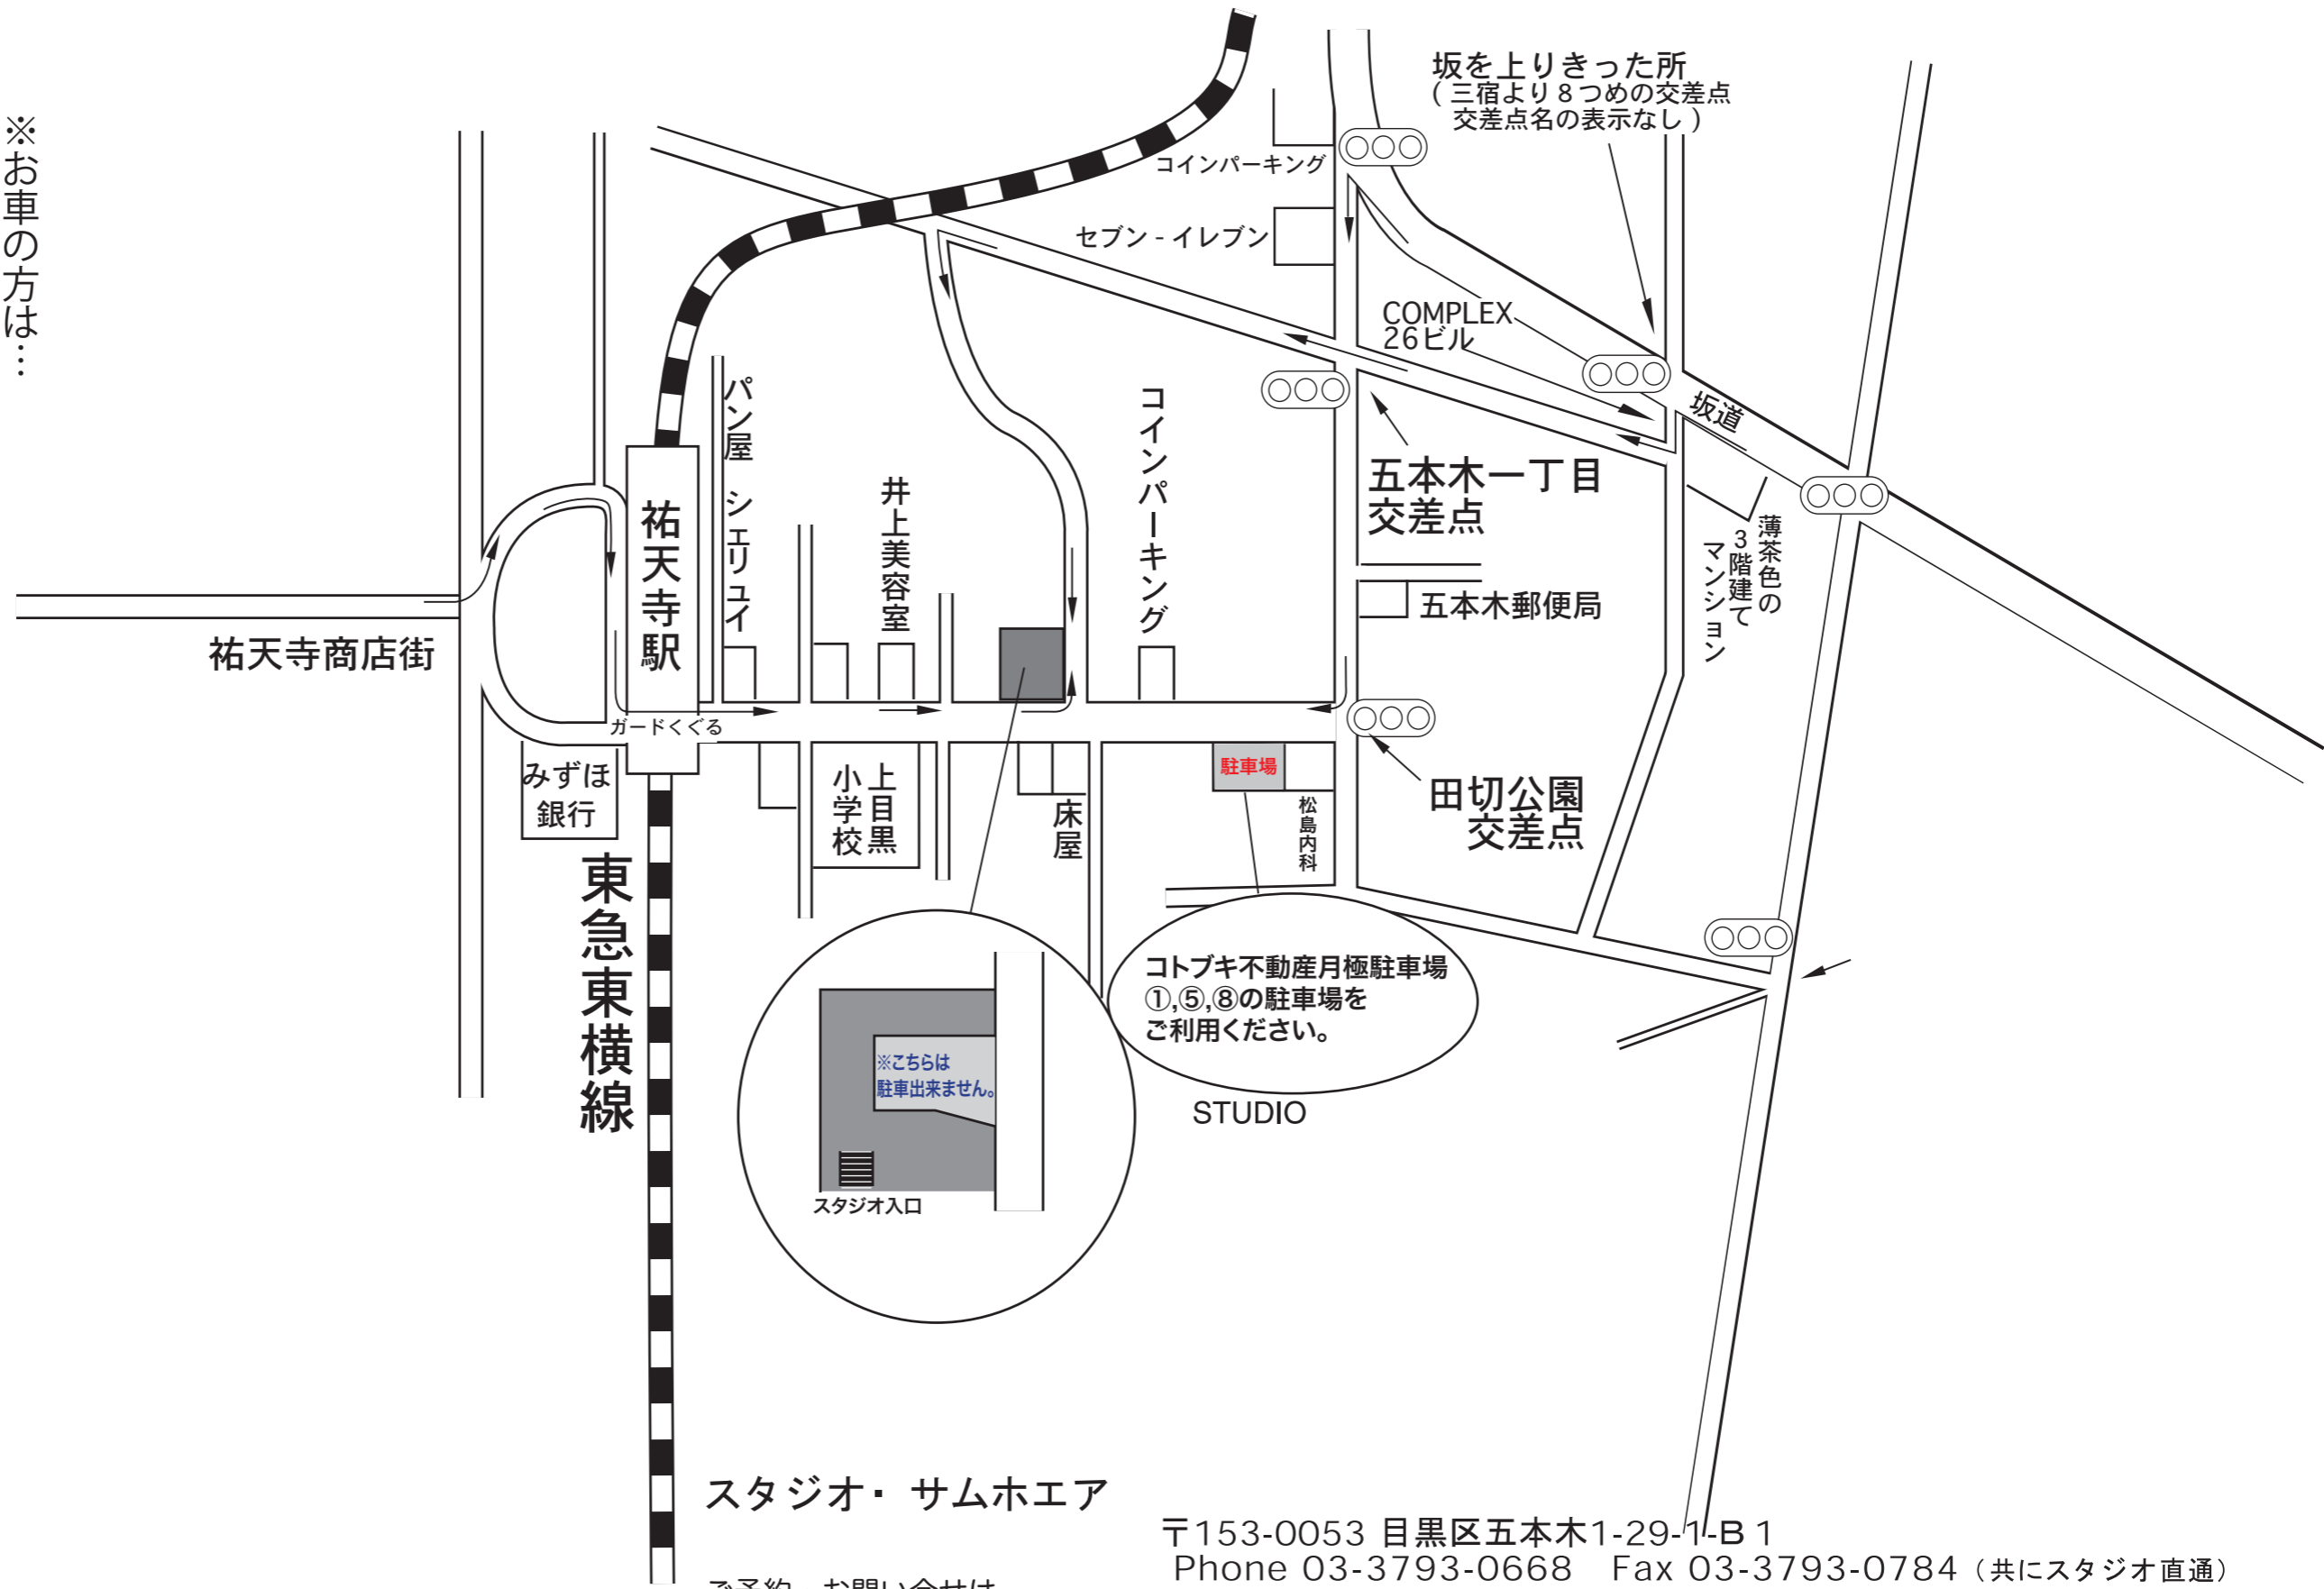 ※お車の方は…
坂を上りきった所
（三宿より8つめの交差点
交差点名の表示なし）
コインパーキング
セブン - イレブン
COMPLEX
26ビル
坂道
パン屋 シェリュイ
井上美容室
コインパーキング
五本木一丁目
交差点
祐天寺駅
薄茶色の
3階建て
マンション
五本木郵便局
祐天寺商店街
ガードくぐる
みずほ
銀行
上目黒
小学校
床屋
駐車場
松島内科
田切公園
交差点
東急東横線
コトブキ不動産月極駐車場
①,⑤,⑧の駐車場を
ご利用ください。
※こちらは
駐車出来ません。
STUDIO
スタジオ入口
スタジオ・サムホエア
〒153-0053 目黒区五本木1-29-1-B1
Phone 03-3793-0668 Fax 03-3793-0784（共にスタジオ直通）
ご予約、お問い合せは